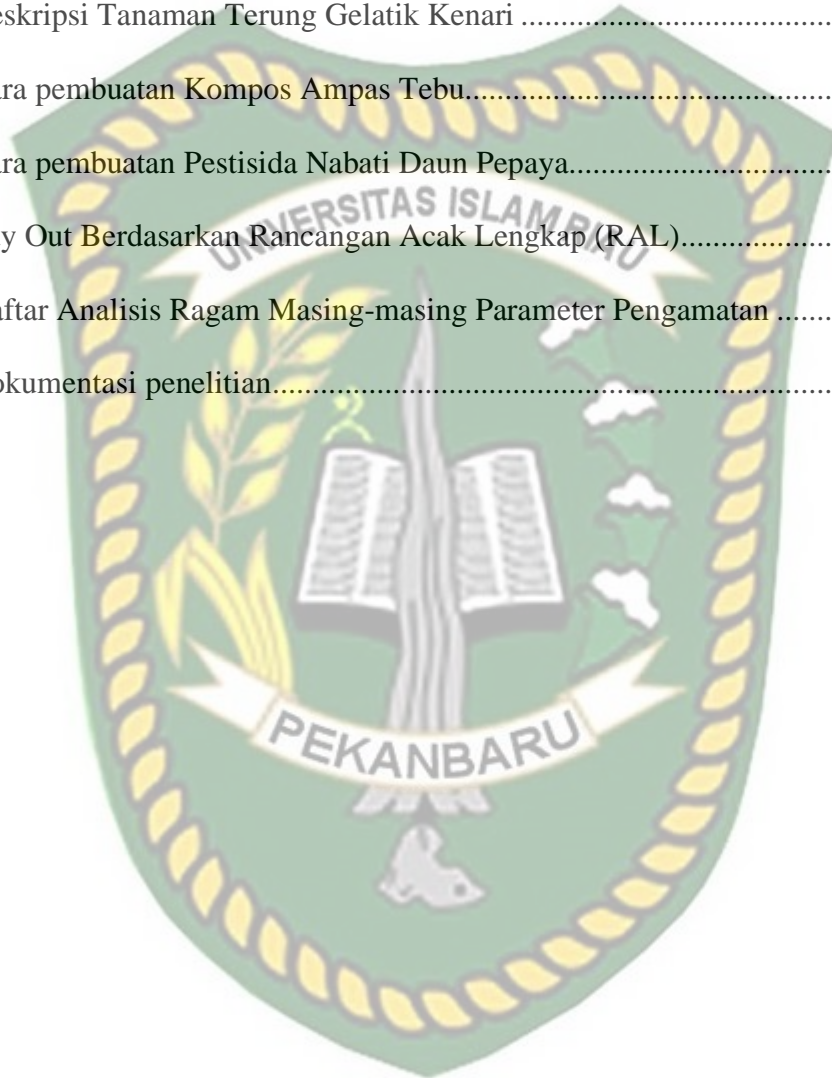 eskripsi Tanaman Terung Gelatik Kenari ....................................
ara pembuatan Kompos Ampas Tebu..........................................
ara pembuatan Pestisida Nabati Daun Pepaya..............................
UNIVERSITAS ISLAM RIAU
y Out Berdasarkan Rancangan Acak Lengkap (RAL)..................
aftar Analisis Ragam Masing-masing Parameter Pengamatan .......
okumentasi penelitian..................................................................
PEKANBARU